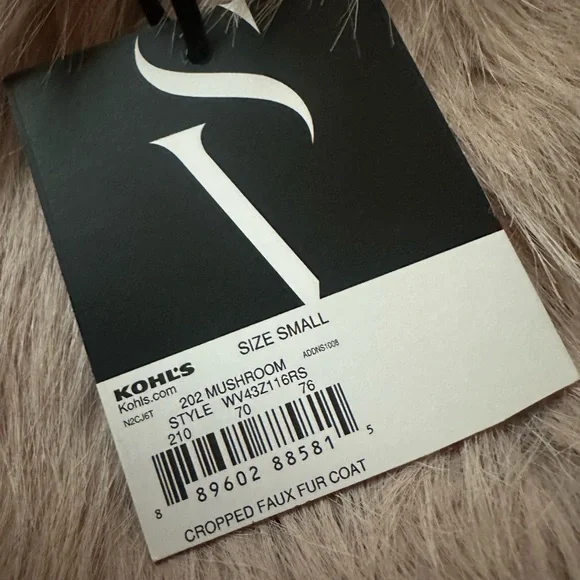 SIZE SMALL
KOHL'S
Kohls.com
N2CJ6T
202 MUSHROOM
ADDNS1008
STYLE WV43Z116RS
210 70 76
8 89602 88581 5
CROPPED FAUX FUR COAT